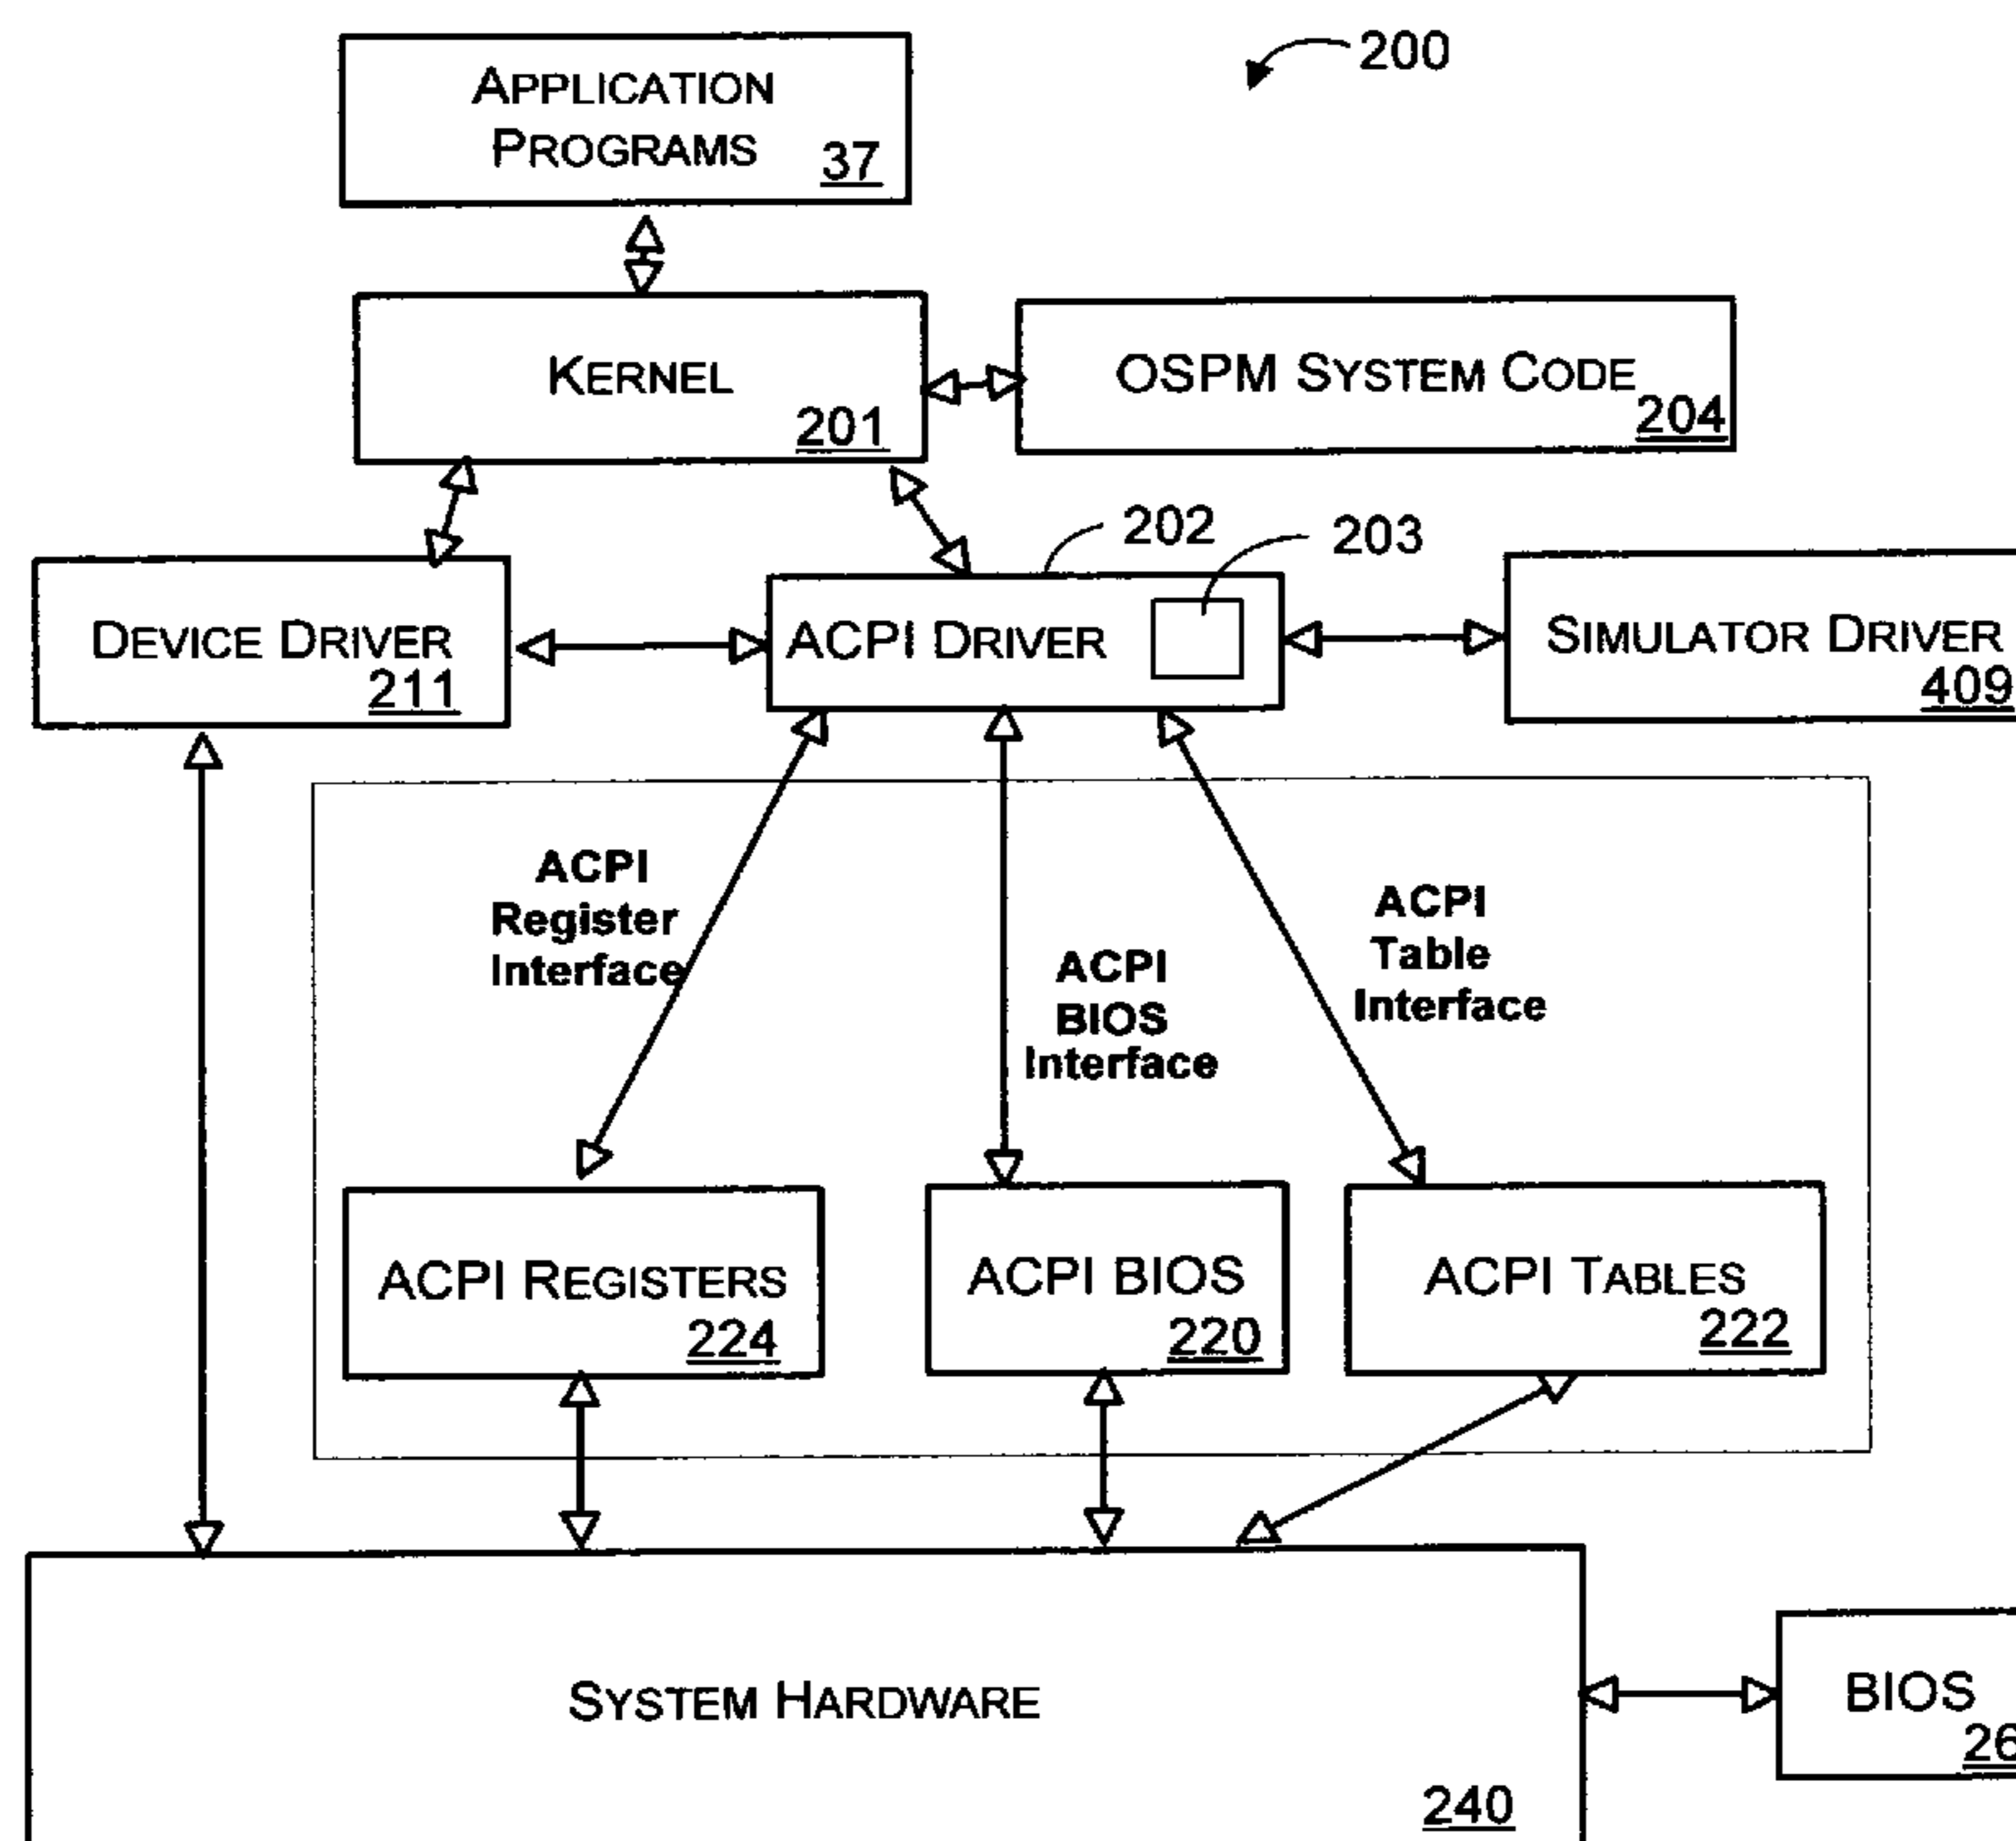 200
APPLICATION
PROGRAMS
37
KERNEL
201
OSPM SYSTEM CODE
204
202
203
DEVICE DRIVER
211
ACPI DRIVER
SIMULATOR DRIVER
409
ACPI
Register
Interface
ACPI
BIOS
Interface
ACPI
Table
Interface
ACPI REGISTERS
224
ACPI BIOS
220
ACPI TABLES
222
SYSTEM HARDWARE
240
BIOS
26